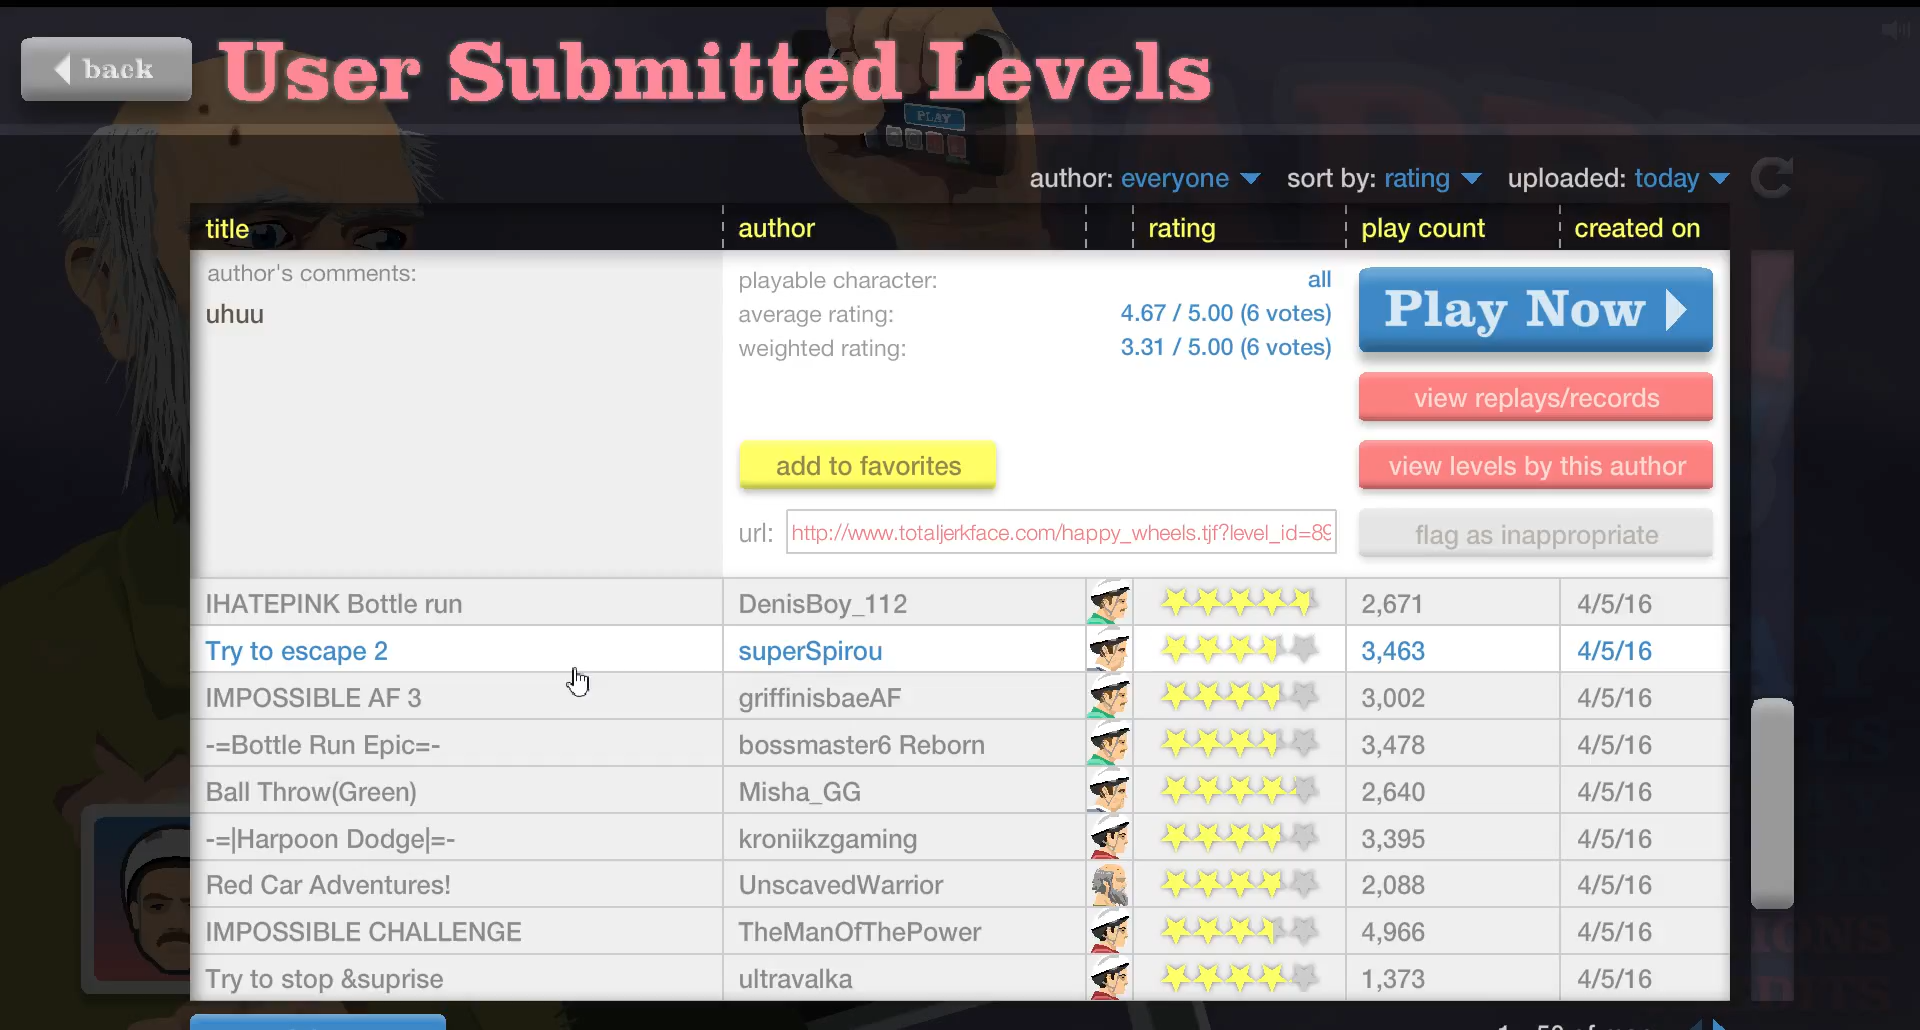 back
User Submitted Levels
PLAY
author: everyone sort by: rating uploaded: today
title author rating play count created on
author's comments:
uhuu
playable character: all
average rating: 4.67 / 5.00 (6 votes)
weighted rating: 3.31 / 5.00 (6 votes)
Play Now
view replays/records
add to favorites
view levels by this author
url: http://www.totaljerkface.com/happy_wheels.tjf?level_id=89
flag as inappropriate
IHATEPINK Bottle run DenisBoy_112 2,671 4/5/16
Try to escape 2 superSpirou 3,463 4/5/16
IMPOSSIBLE AF 3 griffinisbaeAF 3,002 4/5/16
-=Bottle Run Epic=- bossmaster6 Reborn 3,478 4/5/16
Ball Throw(Green) Misha_GG 2,640 4/5/16
-=|Harpoon Dodge|=- kroniikzgaming 3,395 4/5/16
Red Car Adventures! UnscavedWarrior 2,088 4/5/16
IMPOSSIBLE CHALLENGE TheManOfThePower 4,966 4/5/16
Try to stop &suprise ultravalka 1,373 4/5/16